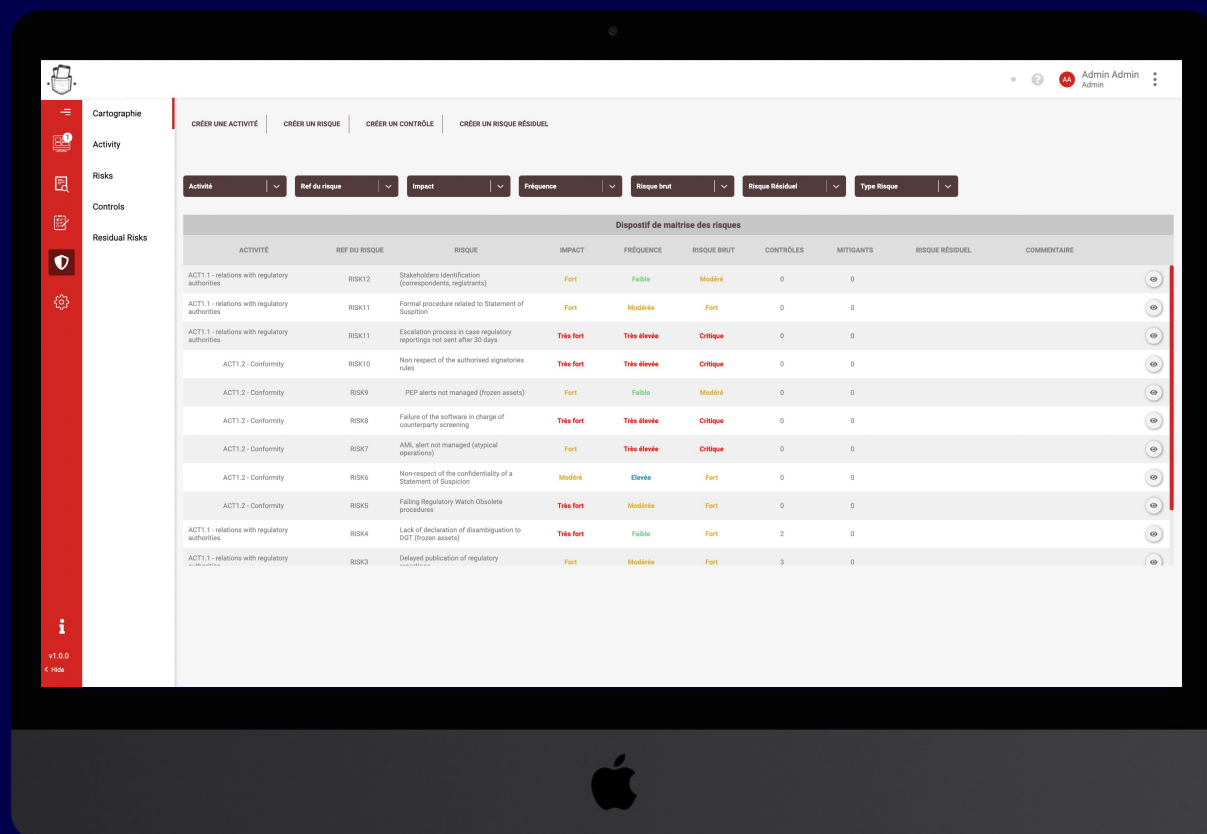 Admin Admin
AA
Admin
Cartographie
CRÉER UNE ACTIVITÉ CRÉER UN RISQUE CRÉER UN CONTRÔLE CRÉER UN RISQUE RÉSIDUEL
1
Activity
Risks
Controls
Residual Risks
Activité Ref du risque Impact Fréquence Risque brut Risque Résiduel Type Risque
Dispostif de maitrise des risques
ACTIVITÉ REF DU RISQUE RISQUE IMPACT FRÉQUENCE RISQUE BRUT CONTRÔLES MITIGANTS RISQUE RÉSIDUEL COMMENTAIRE
ACT1.1 - relations with regulatory
authorities
RISK12
Stakeholders Identification
(correspondents, registrants)
Fort Faible Modéré 0 0
ACT1.1 - relations with regulatory
authorities
RISK11
Formal procedure related to Statement of
Suspition
Fort Modérée Fort 0 0
ACT1.1 - relations with regulatory
authorities
RISK11
Escalation process in case regulatory
reportings not sent after 30 days
Très fort Très élevée Critique 0 0
ACT1.2 - Conformity
RISK10
Non respect of the authorised signatories
rules
Très fort Très élevée Critique 0 0
ACT1.2 - Conformity
RISK9
PEP alerts not managed (frozen assets)
Fort Faible Modéré 0 0
ACT1.2 - Conformity
RISK8
Failure of the software in charge of
counterparty screening
Très fort Très élevée Critique 0 0
ACT1.2 - Conformity
RISK7
AML alert not managed (atypical
operations)
Fort Très élevée Critique 0 0
ACT1.2 - Conformity
RISK6
Non-respect of the confidentiality of a
Statement of Suspicion
Modéré Elevée Fort 0 0
ACT1.2 - Conformity
RISK5
Failing Regulatory Watch Obsolete
procedures
Très fort Modérée Fort 0 0
ACT1.1 - relations with regulatory
authorities
RISK4
Lack of declaration of disambiguation to
DGT (frozen assets)
Très fort Faible Fort 2 0
ACT1.1 - relations with regulatory
RISK3
Delayed publication of regulatory
Fort Modérée Fort 3 0
v1.0.0
< Hide